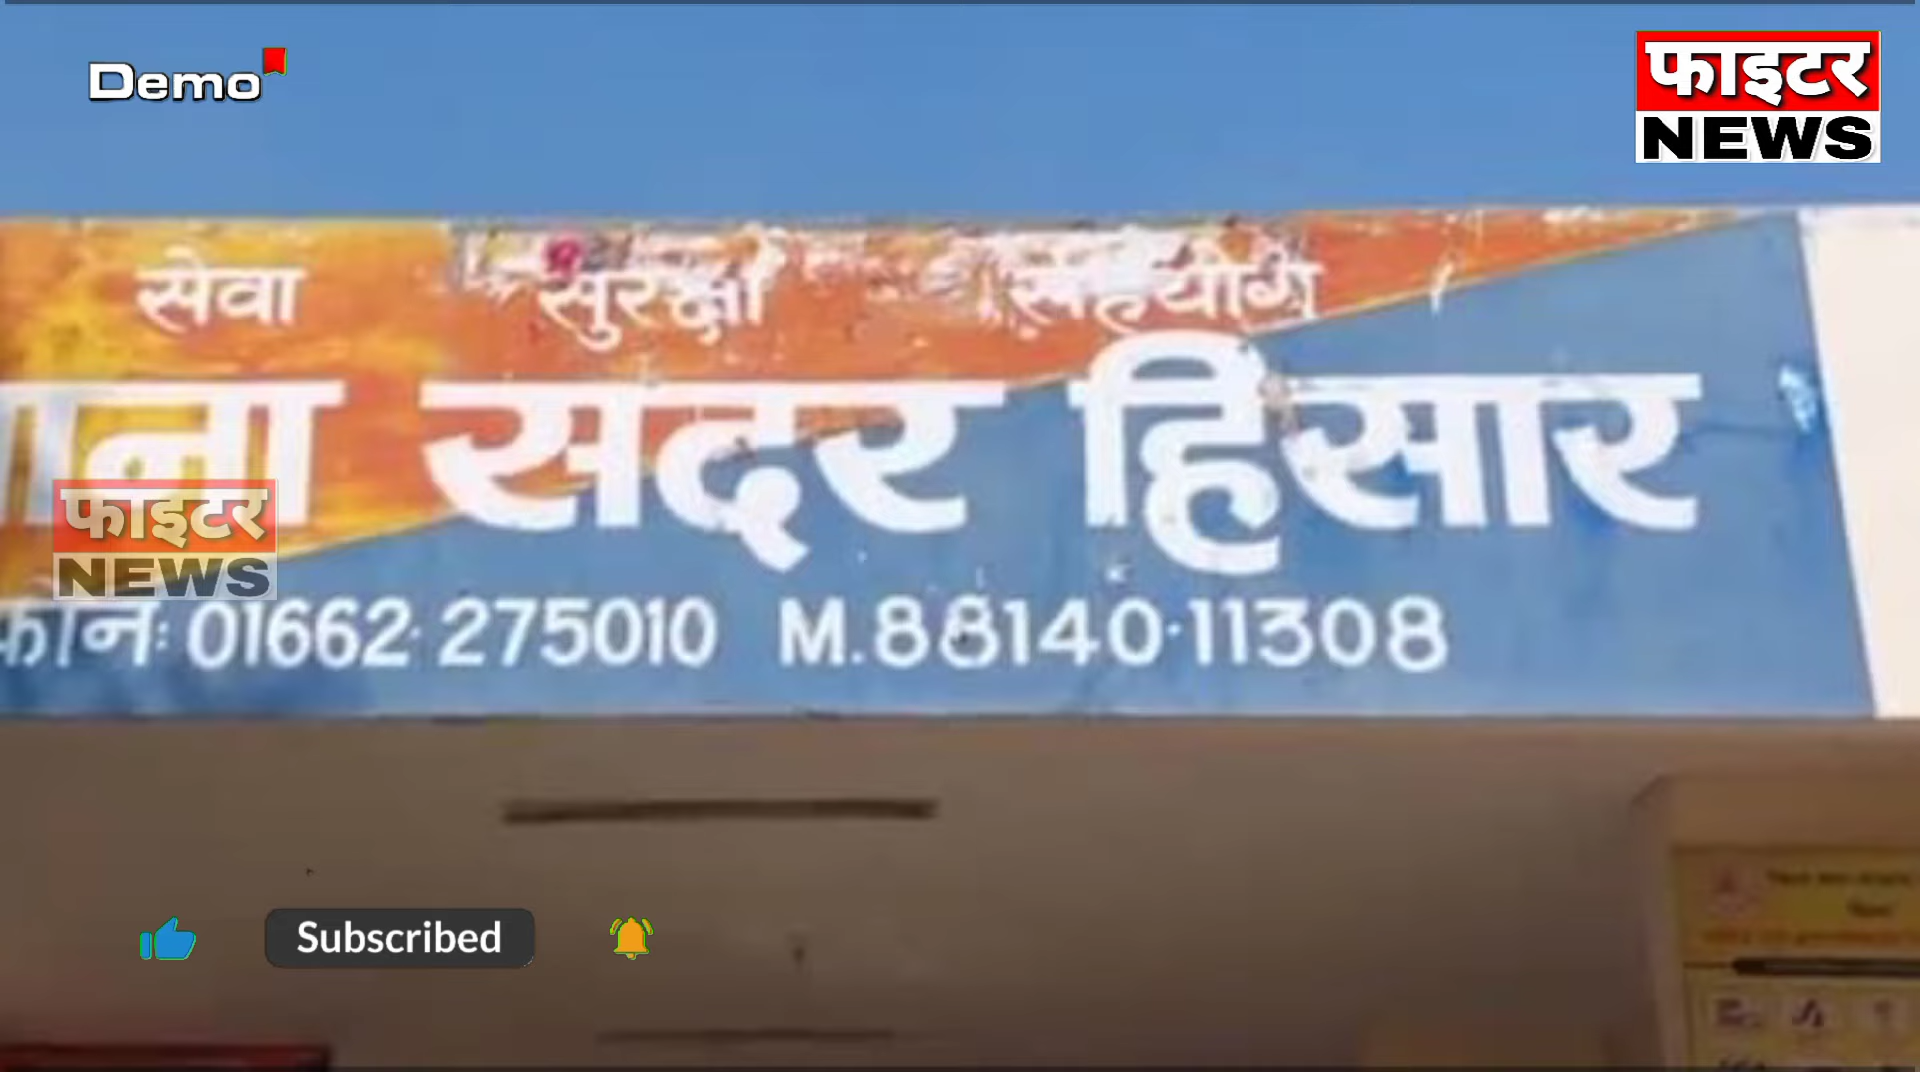 Demo
फाइटर
NEWS
सेवा सुरक्षा सहयोग
ाना सदर हिसार
फाइटर
NEWS
फोन: 01662-275010 M.88140-11308
Subscribed